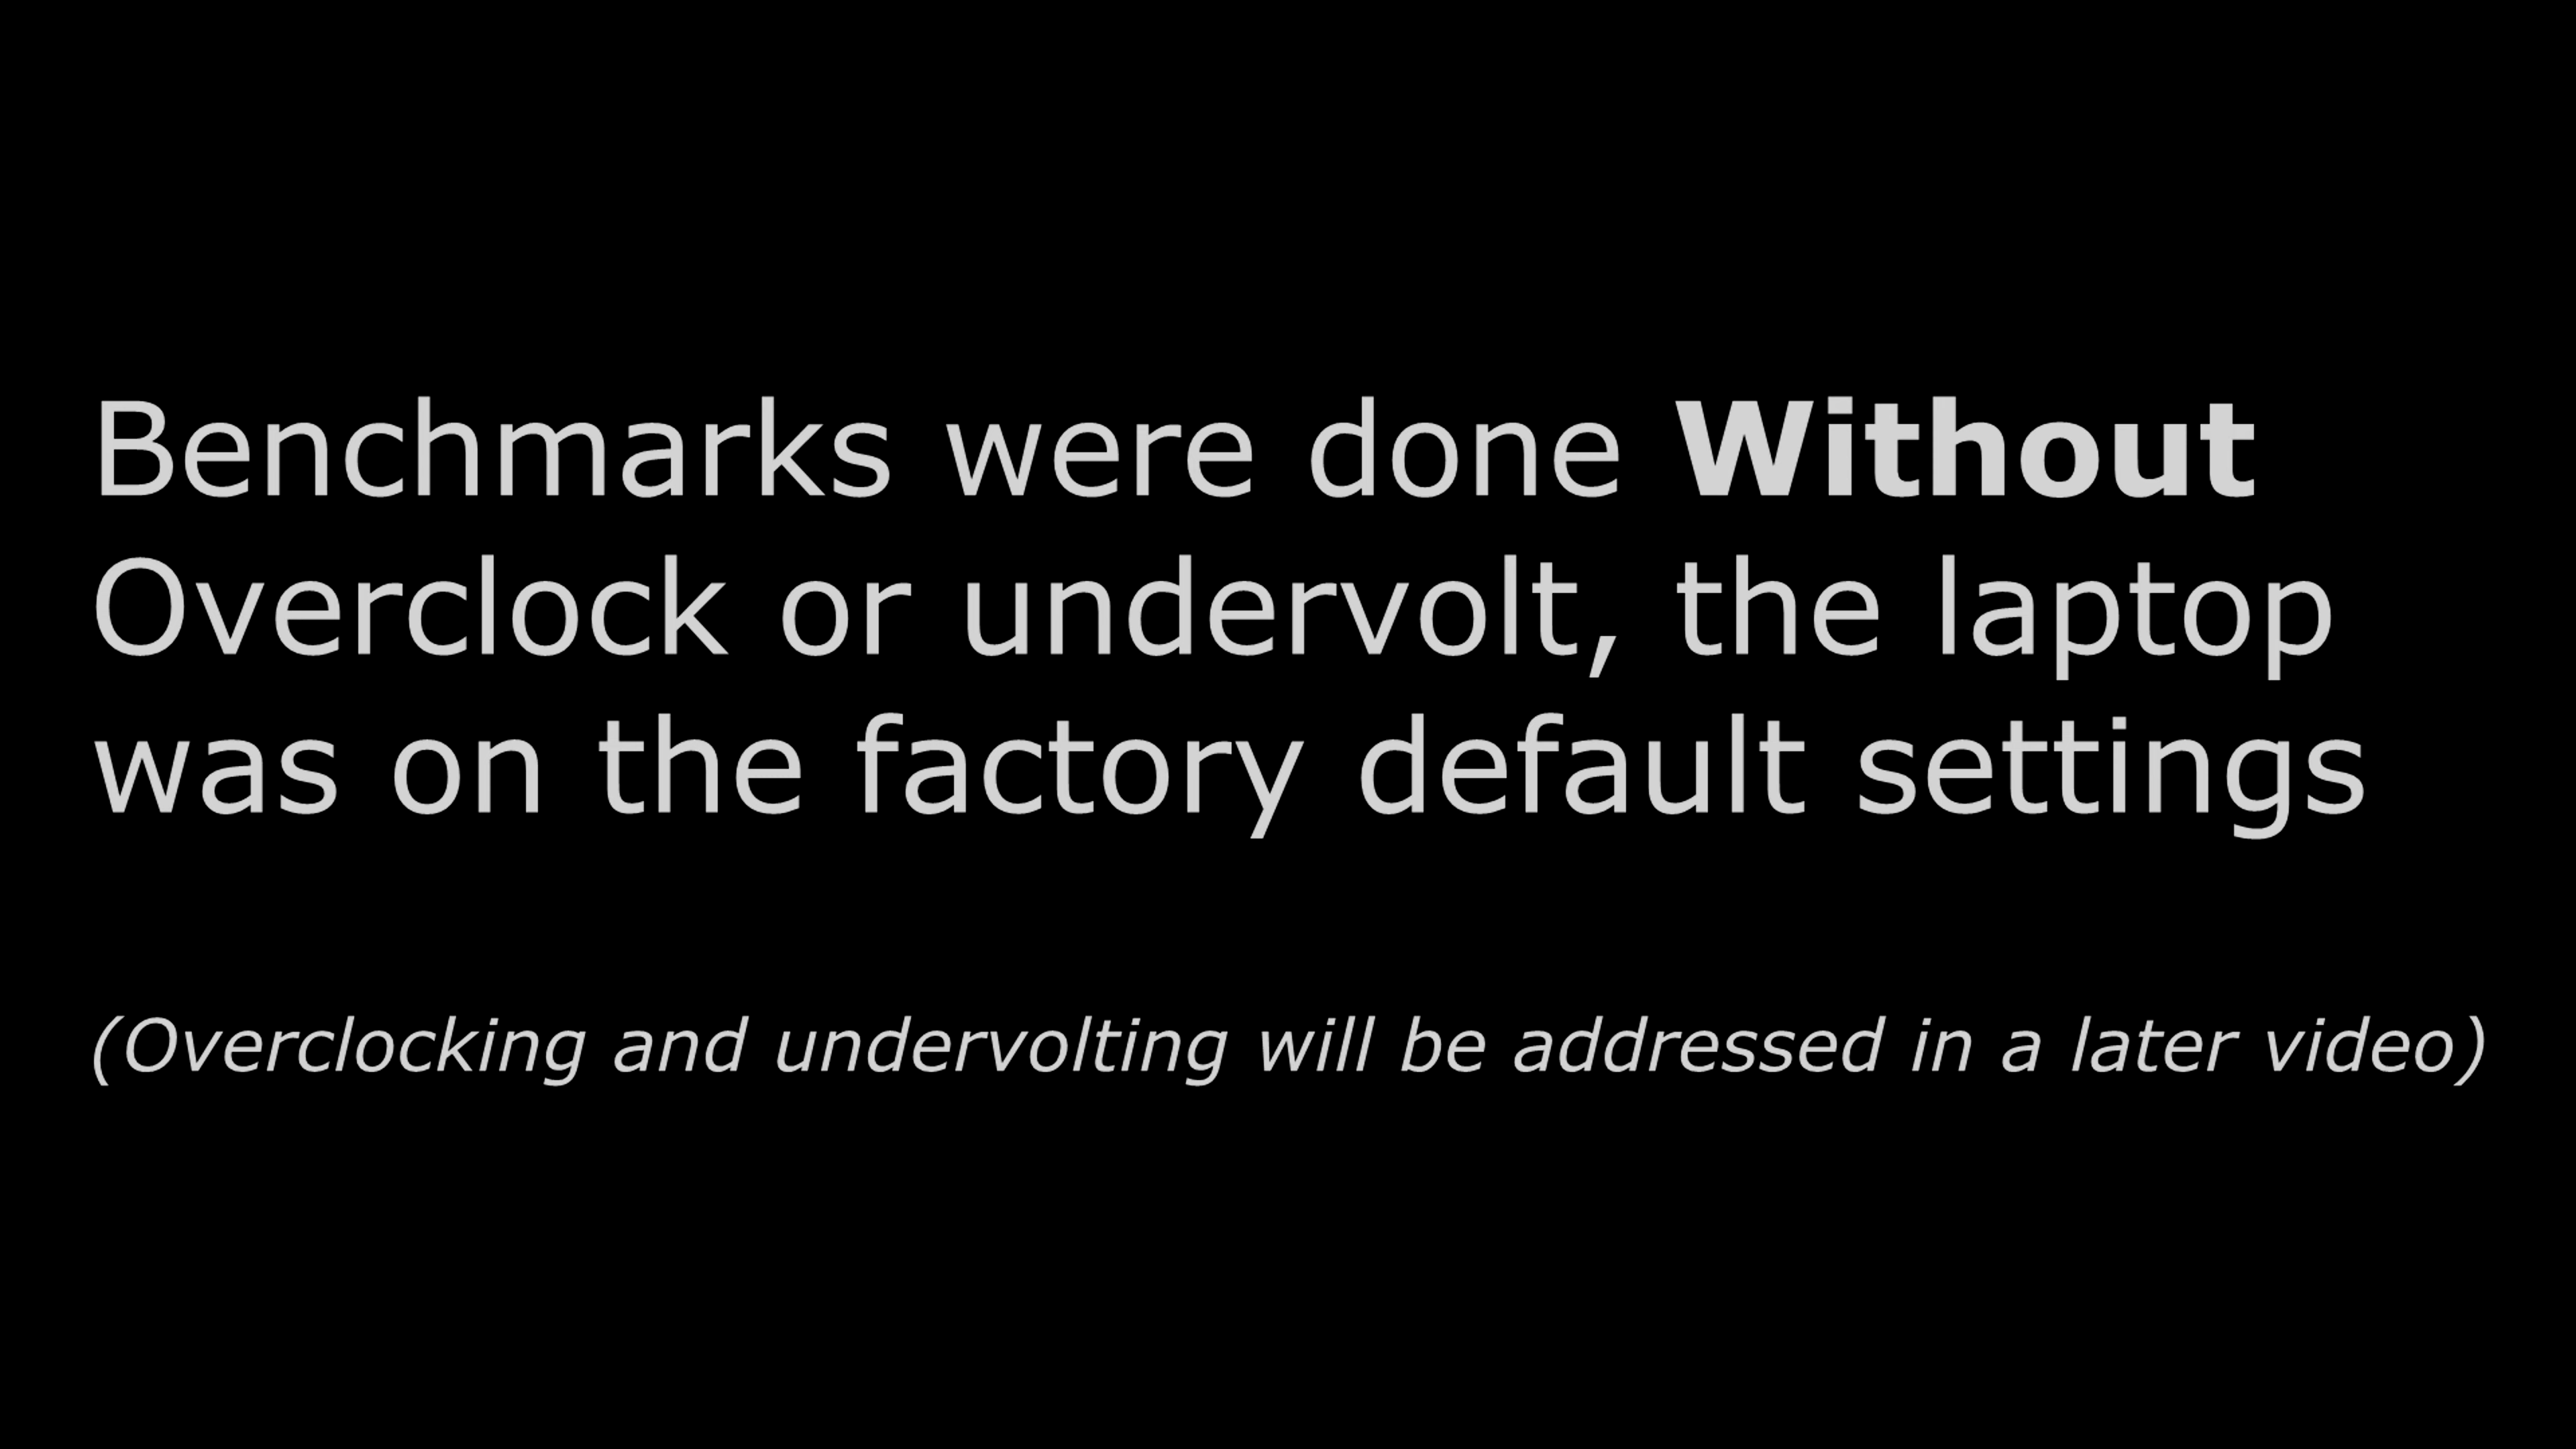 Benchmarks were done Without
Overclock or undervolt, the laptop
was on the factory default settings
(Overclocking and undervolting will be addressed in a later video)